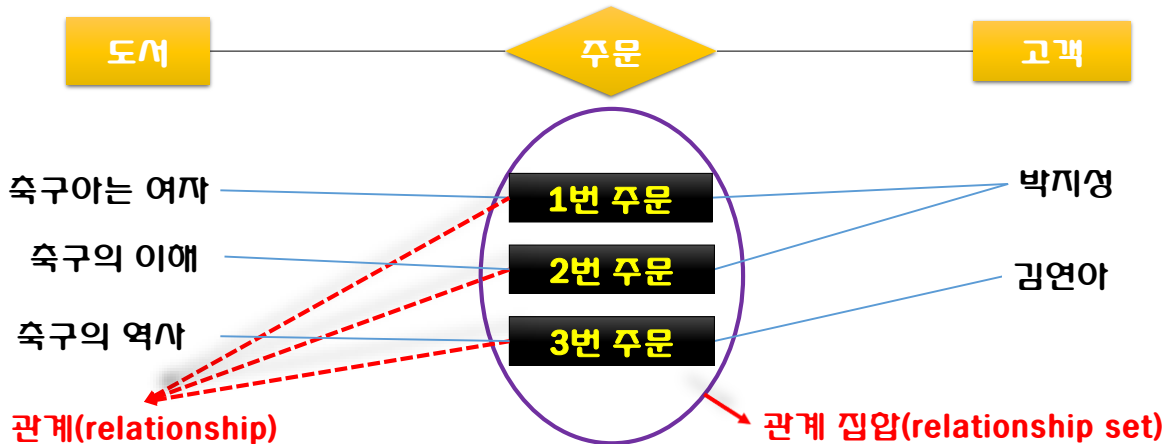 도서
주문
고객
축구아는 여자
1번 주문
박지성
축구의 이해
2번 주문
김연아
축구의 역사
3번 주문
관계(relationship)
관계 집합(relationship set)